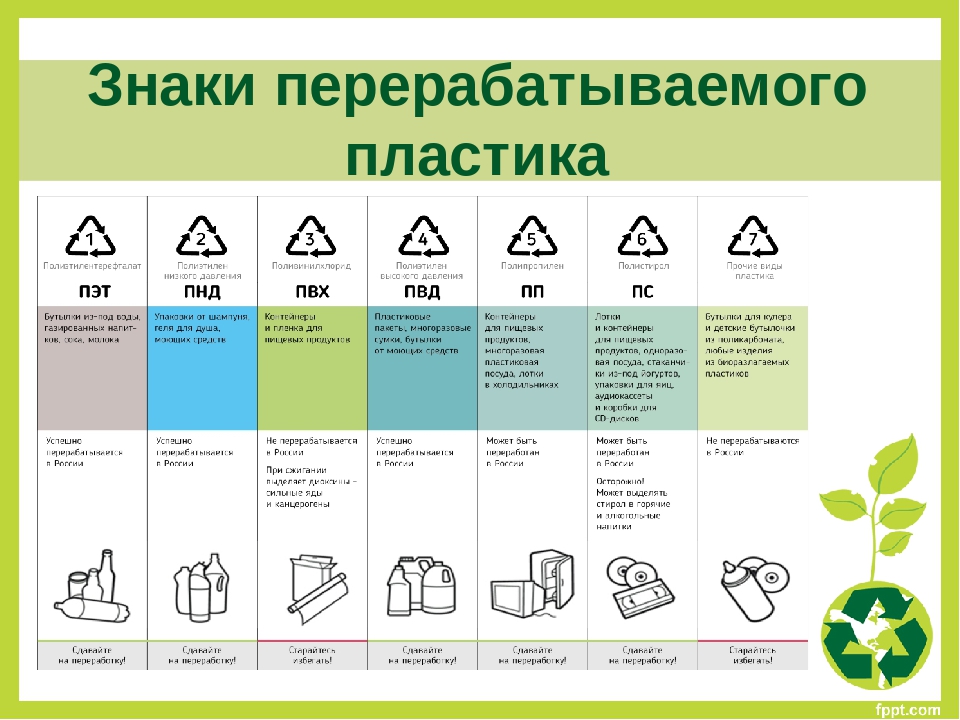 Знаки перерабатываемого
пластика
1
Полиэтилентерефталат
ПЭТ
Бутылки из-под воды,
газированных напит-
ков, сока, молока
Успешно
перерабатывается
в России
Сдавайте
на переработку!
2
Полиэтилен
низкого давления
ПНД
Упаковки от шампуня,
геля для душа,
моющих средств
Успешно
перерабатывается
в России
Сдавайте
на переработку!
3
Поливинилхлорид
ПВХ
Контейнеры
и пленка для
пищевых продуктов
Не перерабатывается
в России
При сжигании
выделяет диоксины -
сильные яды
и канцерогены
Старайтесь
избегать!
4
Полиэтилен
высокого давления
ПВД
Пластиковые
пакеты, многоразовые
сумки, бутылки
от моющих средств
Успешно
перерабатывается
в России
Сдавайте
на переработку!
5
Полипропилен
ПП
Контейнеры
для пищевых
продуктов,
многоразовая
пластиковая
посуда, лотки
в холодильниках
Может быть
переработан
в России
Сдавайте
на переработку!
6
Полистирол
ПС
Лотки
и контейнеры
для пищевых
продуктов, одноразо-
вая посуда, стаканчи-
ки из-под йогуртов,
упаковки для яиц,
аудиокассеты
и коробки для
CD-дисков
Может быть
переработан
в России
Осторожно!
Может выделять
стирол в горячие
и алкогольные
напитки
Сдавайте
на переработку!
7
Прочие виды
пластика
Бутылки для кулера
и детские бутылочки
из поликарбоната,
любые изделия
из биоразлагаемых
пластиков
Не перерабатываются
в России
Старайтесь
избегать!
fppt.com